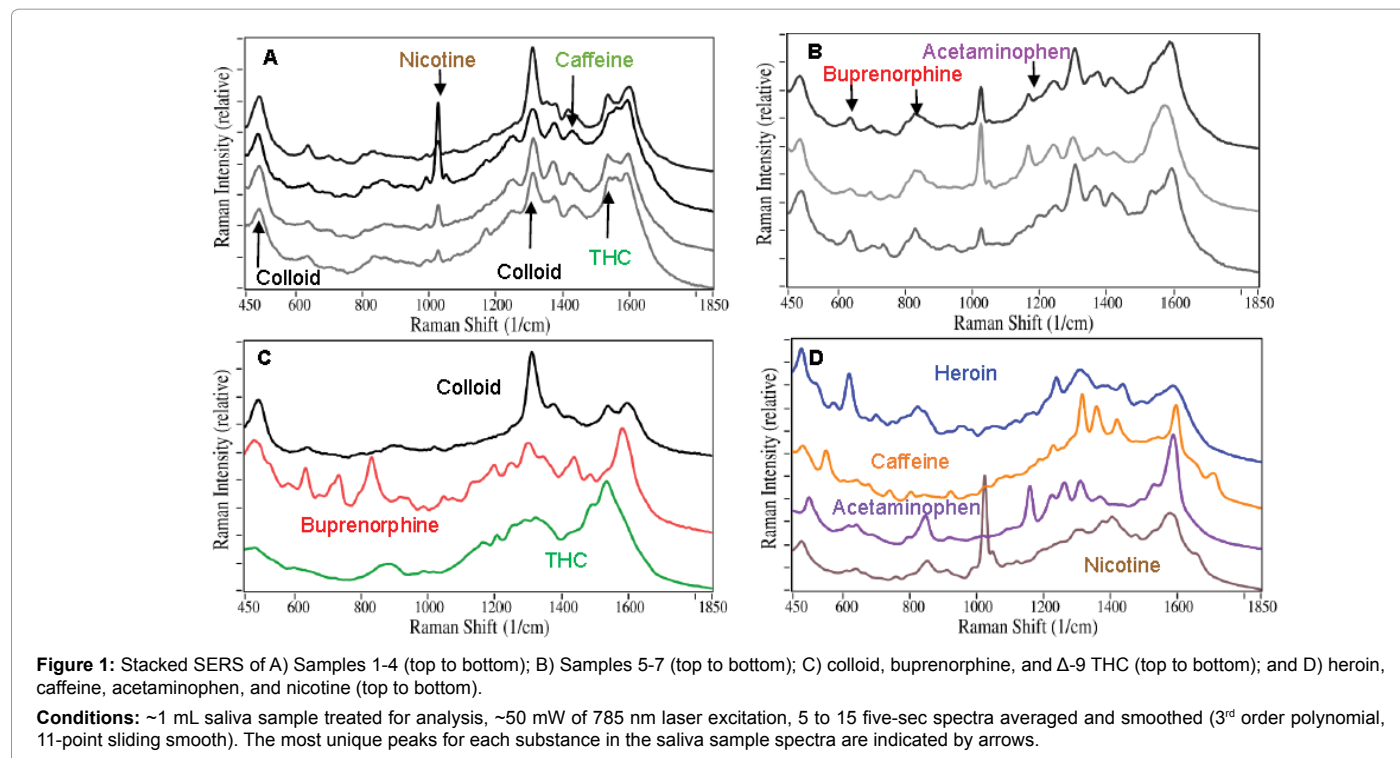 A
Nicotine
Caffeine
Raman Intensity (relative)
Colloid
Colloid
THC
450 600 800 1000 1200 1400 1600 1850
Raman Shift (1/cm)
B
Acetaminophen
Buprenorphine
Raman Intensity (relative)
450 600 800 1000 1200 1400 1600 1850
Raman Shift (1/cm)
C
Colloid
Raman Intensity (relative)
Buprenorphine
THC
450 600 800 1000 1200 1400 1600 1850
Raman Shift (1/cm)
D
Heroin
Raman Intensity (relative)
Caffeine
Acetaminophen
Nicotine
450 600 800 1000 1200 1400 1600 1850
Raman Shift (1/cm)
Figure 1: Stacked SERS of A) Samples 1-4 (top to bottom); B) Samples 5-7 (top to bottom); C) colloid, buprenorphine, and Δ-9 THC (top to bottom); and D) heroin,
caffeine, acetaminophen, and nicotine (top to bottom).
Conditions: ~1 mL saliva sample treated for analysis, ~50 mW of 785 nm laser excitation, 5 to 15 five-sec spectra averaged and smoothed (3rd order polynomial,
11-point sliding smooth). The most unique peaks for each substance in the saliva sample spectra are indicated by arrows.